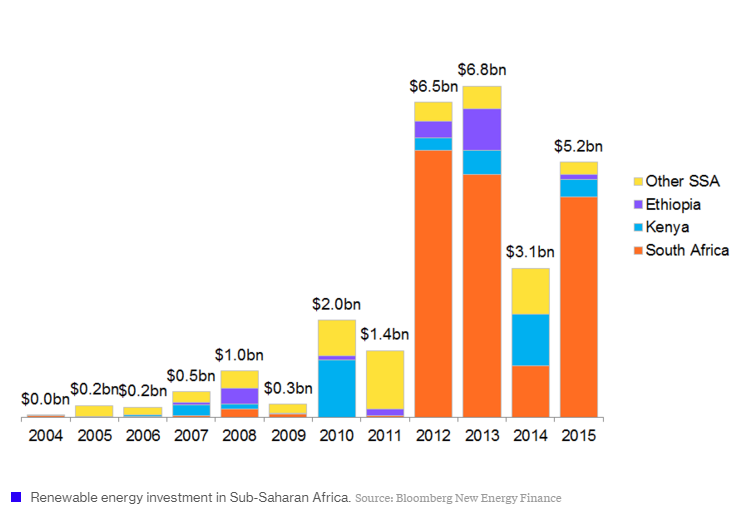 $6.8bn
$6.5bn
$5.2bn
Other SSA
Ethiopia
Kenya
South Africa
$3.1bn
$2.0bn
$1.4bn
$1.0bn
$0.5bn
$0.0bn $0.2bn $0.2bn $0.3bn
2004 2005 2006 2007 2008 2009 2010 2011 2012 2013 2014 2015
Renewable energy investment in Sub-Saharan Africa. Source: Bloomberg New Energy Finance